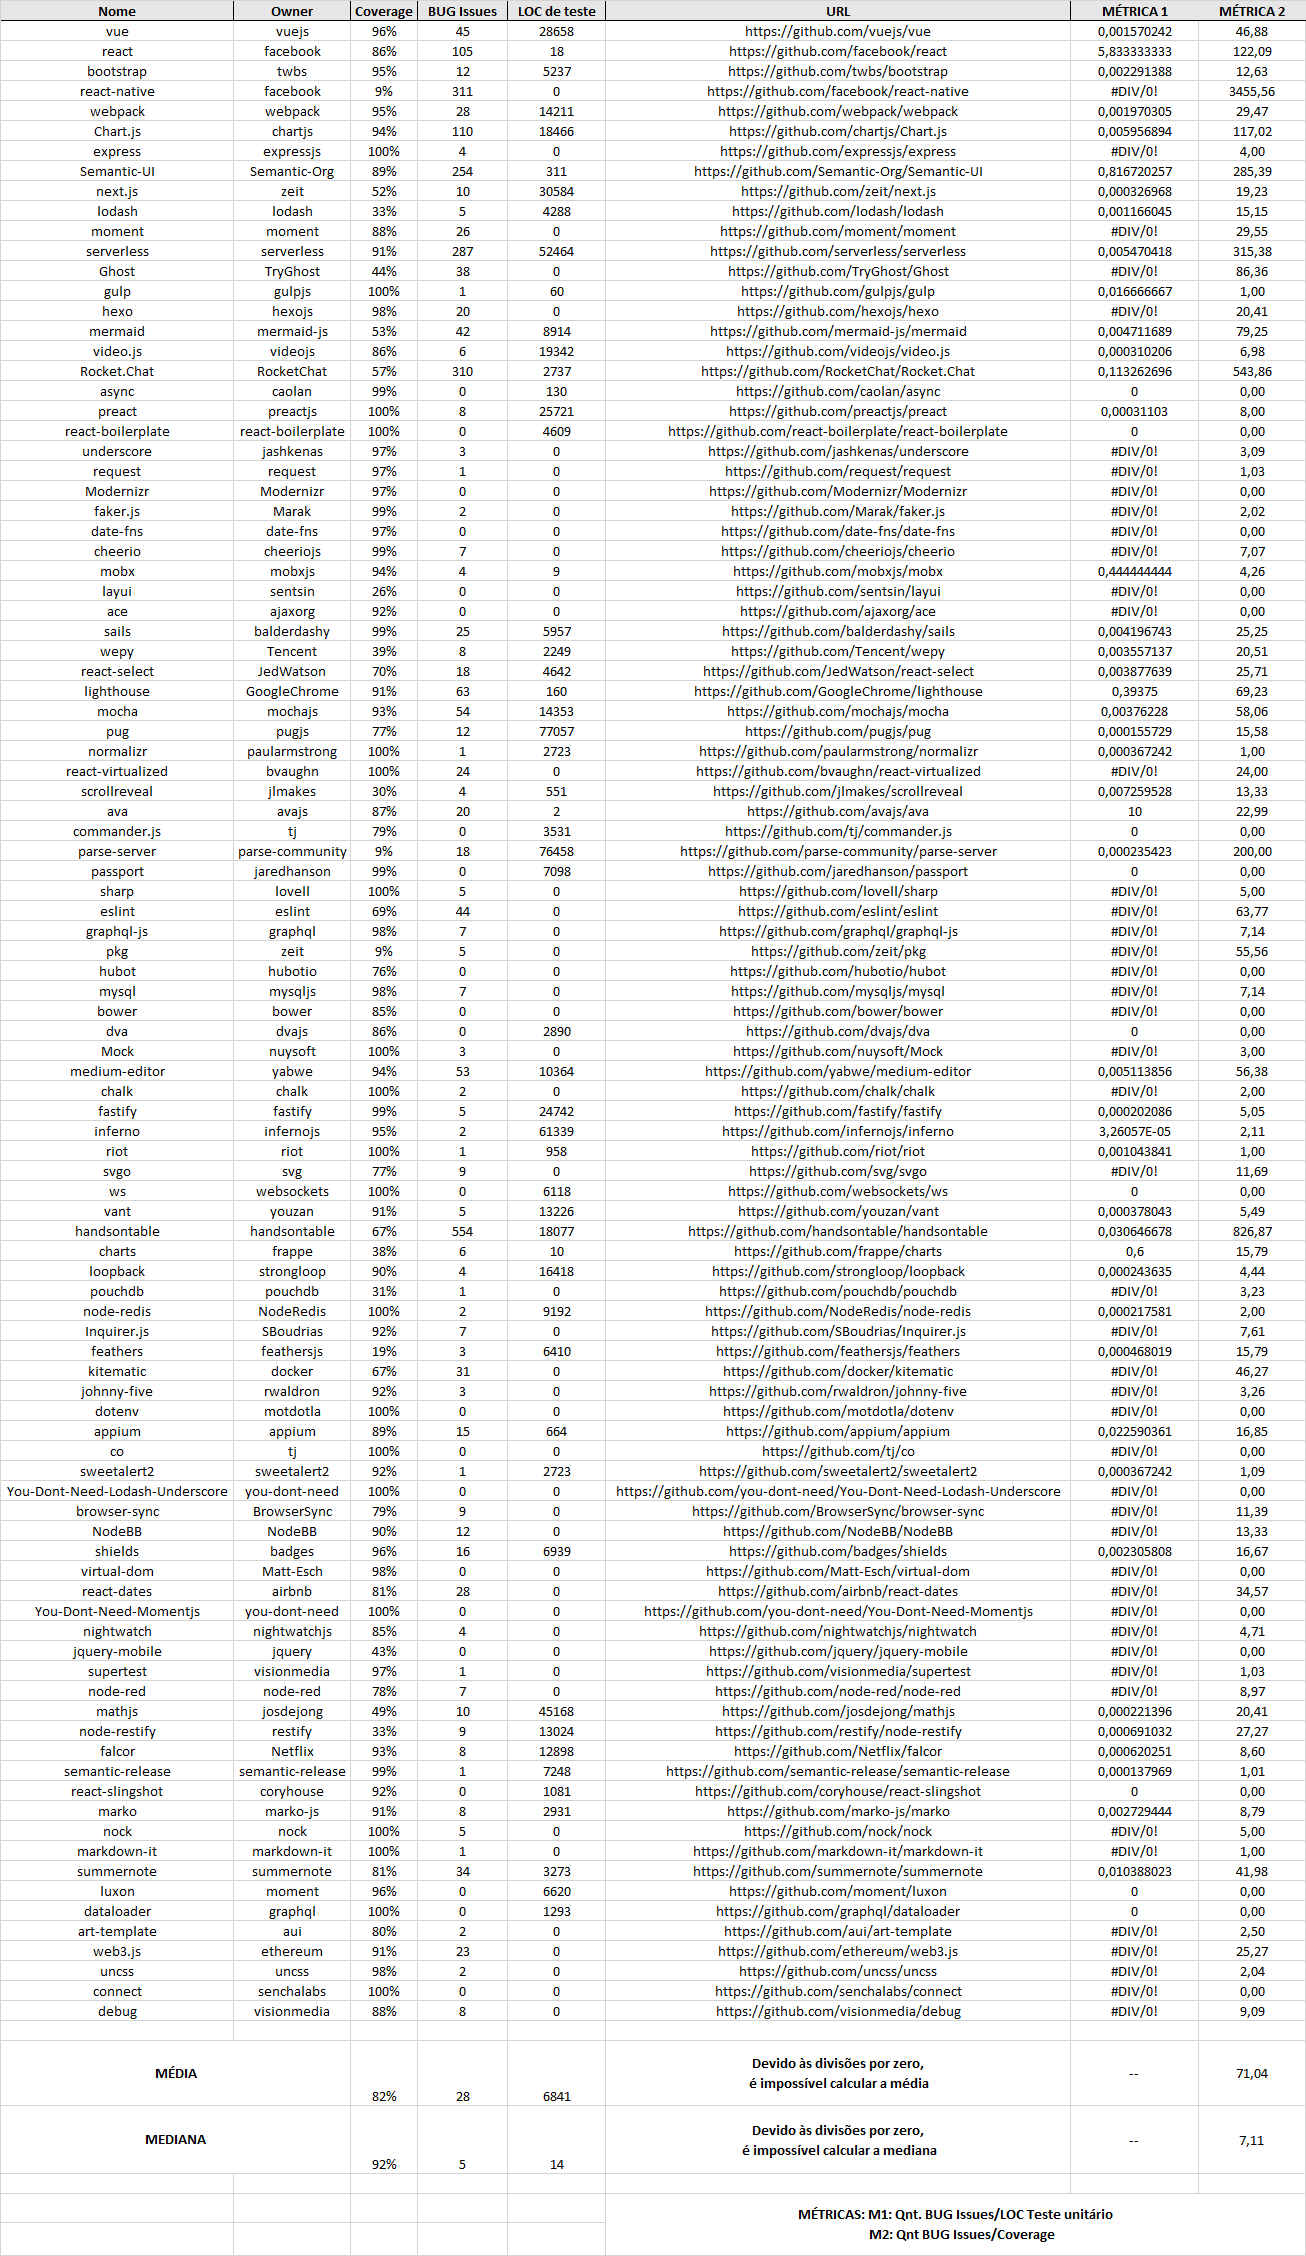 Nome Owner Coverage BUG Issues LOC de teste URL MÉTRICA 1 MÉTRICA 2
vue vuejs 96% 45 28658 https://github.com/vuejs/vue 0,001570242 46,88
react facebook 86% 105 18 https://github.com/facebook/react 5,833333333 122,09
bootstrap twbs 95% 12 5237 https://github.com/twbs/bootstrap 0,002291388 12,63
react-native facebook 9% 311 0 https://github.com/facebook/react-native #DIV/0! 3455,56
webpack webpack 95% 28 14211 https://github.com/webpack/webpack 0,001970305 29,47
Chart.js chartjs 94% 110 18466 https://github.com/chartjs/Chart.js 0,005956894 117,02
express expressjs 100% 4 0 https://github.com/expressjs/express #DIV/0! 4,00
Semantic-UI Semantic-Org 89% 254 311 https://github.com/Semantic-Org/Semantic-UI 0,816720257 285,39
next.js zeit 52% 10 30584 https://github.com/zeit/next.js 0,000326968 19,23
lodash lodash 33% 5 4288 https://github.com/lodash/lodash 0,001166045 15,15
moment moment 88% 26 0 https://github.com/moment/moment #DIV/0! 29,55
serverless serverless 91% 287 52464 https://github.com/serverless/serverless 0,005470418 315,38
Ghost TryGhost 44% 38 0 https://github.com/TryGhost/Ghost #DIV/0! 86,36
gulp gulpjs 100% 1 60 https://github.com/gulpjs/gulp 0,016666667 1,00
hexo hexojs 98% 20 0 https://github.com/hexojs/hexo #DIV/0! 20,41
mermaid mermaid-js 53% 42 8914 https://github.com/mermaid-js/mermaid 0,004711689 79,25
video.js videojs 86% 6 19342 https://github.com/videojs/video.js 0,000310206 6,98
Rocket.Chat RocketChat 57% 310 2737 https://github.com/RocketChat/Rocket.Chat 0,113262696 543,86
async caolan 99% 0 130 https://github.com/caolan/async 0 0,00
preact preactjs 100% 8 25721 https://github.com/preactjs/preact 0,00031103 8,00
react-boilerplate react-boilerplate 100% 0 4609 https://github.com/react-boilerplate/react-boilerplate 0 0,00
underscore jashkenas 97% 3 0 https://github.com/jashkenas/underscore #DIV/0! 3,09
request request 97% 1 0 https://github.com/request/request #DIV/0! 1,03
Modernizr Modernizr 97% 0 0 https://github.com/Modernizr/Modernizr #DIV/0! 0,00
faker.js Marak 99% 2 0 https://github.com/Marak/faker.js #DIV/0! 2,02
date-fns date-fns 97% 0 0 https://github.com/date-fns/date-fns #DIV/0! 0,00
cheerio cheeriojs 99% 7 0 https://github.com/cheeriojs/cheerio #DIV/0! 7,07
mobx mobxjs 94% 4 9 https://github.com/mobxjs/mobx 0,444444444 4,26
layui sentsin 26% 0 0 https://github.com/sentsin/layui #DIV/0! 0,00
ace ajaxorg 92% 0 0 https://github.com/ajaxorg/ace #DIV/0! 0,00
sails balderdashy 99% 25 5957 https://github.com/balderdashy/sails 0,004196743 25,25
wepy Tencent 39% 8 2249 https://github.com/Tencent/wepy 0,003557137 20,51
react-select JedWatson 70% 18 4642 https://github.com/JedWatson/react-select 0,003877639 25,71
lighthouse GoogleChrome 91% 63 160 https://github.com/GoogleChrome/lighthouse 0,39375 69,23
mocha mochajs 93% 54 14353 https://github.com/mochajs/mocha 0,00376228 58,06
pug pugjs 77% 12 77057 https://github.com/pugjs/pug 0,000155729 15,58
normalizr paularmstrong 100% 1 2723 https://github.com/paularmstrong/normalizr 0,000367242 1,00
react-virtualized bvaughn 100% 24 0 https://github.com/bvaughn/react-virtualized #DIV/0! 24,00
scrollreveal jlmakes 30% 4 551 https://github.com/jlmakes/scrollreveal 0,007259528 13,33
ava avajs 87% 20 2 https://github.com/avajs/ava 10 22,99
commander.js tj 79% 0 3531 https://github.com/tj/commander.js 0 0,00
parse-server parse-community 9% 18 76458 https://github.com/parse-community/parse-server 0,000235423 200,00
passport jaredhanson 99% 0 7098 https://github.com/jaredhanson/passport 0 0,00
sharp lovell 100% 5 0 https://github.com/lovell/sharp #DIV/0! 5,00
eslint eslint 69% 44 0 https://github.com/eslint/eslint #DIV/0! 63,77
graphql-js graphql 98% 7 0 https://github.com/graphql/graphql-js #DIV/0! 7,14
pkg zeit 9% 5 0 https://github.com/zeit/pkg #DIV/0! 55,56
hubot hubotio 76% 0 0 https://github.com/hubotio/hubot #DIV/0! 0,00
mysql mysqljs 98% 7 0 https://github.com/mysqljs/mysql #DIV/0! 7,14
bower bower 85% 0 0 https://github.com/bower/bower #DIV/0! 0,00
dva dvajs 86% 0 2890 https://github.com/dvajs/dva 0 0,00
Mock nuysoft 100% 3 0 https://github.com/nuysoft/Mock #DIV/0! 3,00
medium-editor yabwe 94% 53 10364 https://github.com/yabwe/medium-editor 0,005113856 56,38
chalk chalk 100% 2 0 https://github.com/chalk/chalk #DIV/0! 2,00
fastify fastify 99% 5 24742 https://github.com/fastify/fastify 0,000202086 5,05
inferno infernojs 95% 2 61339 https://github.com/infernojs/inferno 3,26057E-05 2,11
riot riot 100% 1 958 https://github.com/riot/riot 0,001043841 1,00
svgo svg 77% 9 0 https://github.com/svg/svgo #DIV/0! 11,69
ws websockets 100% 0 6118 https://github.com/websockets/ws 0 0,00
vant youzan 91% 5 13226 https://github.com/youzan/vant 0,000378043 5,49
handsontable handsontable 67% 554 18077 https://github.com/handsontable/handsontable 0,030646678 826,87
charts frappe 38% 6 10 https://github.com/frappe/charts 0,6 15,79
loopback strongloop 90% 4 16418 https://github.com/strongloop/loopback 0,000243635 4,44
pouchdb pouchdb 31% 1 0 https://github.com/pouchdb/pouchdb #DIV/0! 3,23
node-redis NodeRedis 100% 2 9192 https://github.com/NodeRedis/node-redis 0,000217581 2,00
Inquirer.js SBoudrias 92% 7 0 https://github.com/SBoudrias/Inquirer.js #DIV/0! 7,61
feathers feathersjs 19% 3 6410 https://github.com/feathersjs/feathers 0,000468019 15,79
kitematic docker 67% 31 0 https://github.com/docker/kitematic #DIV/0! 46,27
johnny-five rwaldron 92% 3 0 https://github.com/rwaldron/johnny-five #DIV/0! 3,26
dotenv motdotla 100% 0 0 https://github.com/motdotla/dotenv #DIV/0! 0,00
appium appium 89% 15 664 https://github.com/appium/appium 0,022590361 16,85
co tj 100% 0 0 https://github.com/tj/co #DIV/0! 0,00
sweetalert2 sweetalert2 92% 1 2723 https://github.com/sweetalert2/sweetalert2 0,000367242 1,09
You-Dont-Need-Lodash-Underscore you-dont-need 100% 0 0 https://github.com/you-dont-need/You-Dont-Need-Lodash-Underscore #DIV/0! 0,00
browser-sync BrowserSync 79% 9 0 https://github.com/BrowserSync/browser-sync #DIV/0! 11,39
NodeBB NodeBB 90% 12 0 https://github.com/NodeBB/NodeBB #DIV/0! 13,33
shields badges 96% 16 6939 https://github.com/badges/shields 0,002305808 16,67
virtual-dom Matt-Esch 98% 0 0 https://github.com/Matt-Esch/virtual-dom #DIV/0! 0,00
react-dates airbnb 81% 28 0 https://github.com/airbnb/react-dates #DIV/0! 34,57
You-Dont-Need-Momentjs you-dont-need 100% 0 0 https://github.com/you-dont-need/You-Dont-Need-Momentjs #DIV/0! 0,00
nightwatch nightwatchjs 85% 4 0 https://github.com/nightwatchjs/nightwatch #DIV/0! 4,71
jquery-mobile jquery 43% 0 0 https://github.com/jquery/jquery-mobile #DIV/0! 0,00
supertest visionmedia 97% 1 0 https://github.com/visionmedia/supertest #DIV/0! 1,03
node-red node-red 78% 7 0 https://github.com/node-red/node-red #DIV/0! 8,97
mathjs josdejong 49% 10 45168 https://github.com/josdejong/mathjs 0,000221396 20,41
node-restify restify 33% 9 13024 https://github.com/restify/node-restify 0,000691032 27,27
falcor Netflix 93% 8 12898 https://github.com/Netflix/falcor 0,000620251 8,60
semantic-release semantic-release 99% 1 7248 https://github.com/semantic-release/semantic-release 0,000137969 1,01
react-slingshot coryhouse 92% 0 1081 https://github.com/coryhouse/react-slingshot 0 0,00
marko marko-js 91% 8 2931 https://github.com/marko-js/marko 0,002729444 8,79
nock nock 100% 5 0 https://github.com/nock/nock #DIV/0! 5,00
markdown-it markdown-it 100% 1 0 https://github.com/markdown-it/markdown-it #DIV/0! 1,00
summernote summernote 81% 34 3273 https://github.com/summernote/summernote 0,010388023 41,98
luxon moment 96% 0 6620 https://github.com/moment/luxon 0 0,00
dataloader graphql 100% 0 1293 https://github.com/graphql/dataloader 0 0,00
art-template aui 80% 2 0 https://github.com/aui/art-template #DIV/0! 2,50
web3.js ethereum 91% 23 0 https://github.com/ethereum/web3.js #DIV/0! 25,27
uncss uncss 98% 2 0 https://github.com/uncss/uncss #DIV/0! 2,04
connect senchalabs 100% 0 0 https://github.com/senchalabs/connect #DIV/0! 0,00
debug visionmedia 88% 8 0 https://github.com/visionmedia/debug #DIV/0! 9,09
Devido às divisões por zero,
MÉDIA -- 71,04
é impossível calcular a média
82% 28 6841
Devido às divisões por zero,
MEDIANA -- 7,11
é impossível calcular a mediana
92% 5 14
MÉTRICAS: M1: Qnt. BUG Issues/LOC Teste unitário
M2: Qnt BUG Issues/Coverage